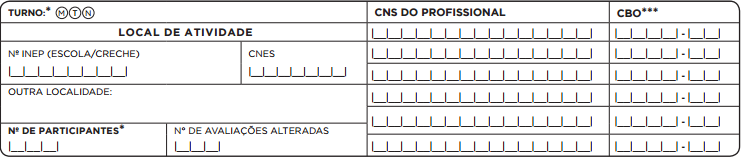 TURNO:* M T N
LOCAL DE ATIVIDADE
Nº INEP (ESCOLA/CRECHE)
CNES
OUTRA LOCALIDADE:
Nº DE PARTICIPANTES*
Nº DE AVALIAÇÕES ALTERADAS
CNS DO PROFISSIONAL
CBO***